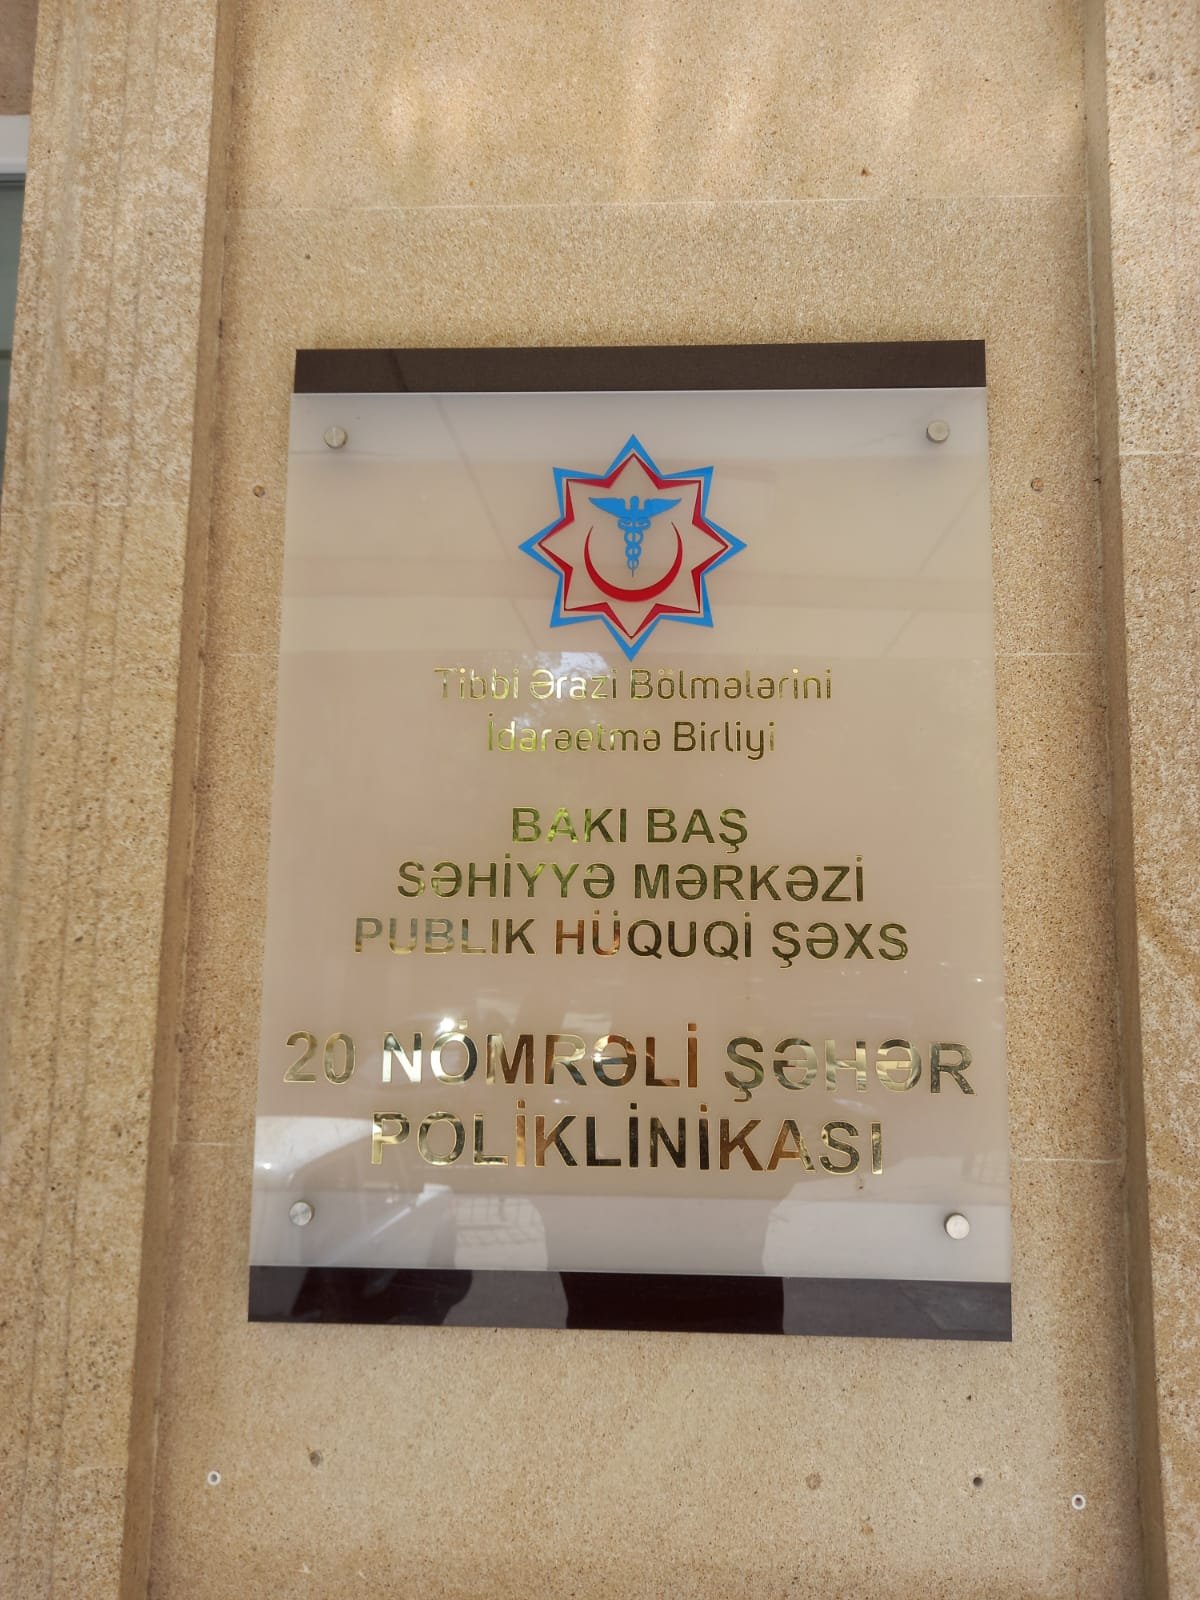 Tibbi Ərazi Bölmələrini
İdarəetmə Birliyi
BAKI BAŞ
SƏHİYYƏ MƏRKƏZİ
PUBLIK HÜQUQİ ŞƏXS
20 NÖMRƏLİ ŞƏHƏR
POLİKLİNİKASI